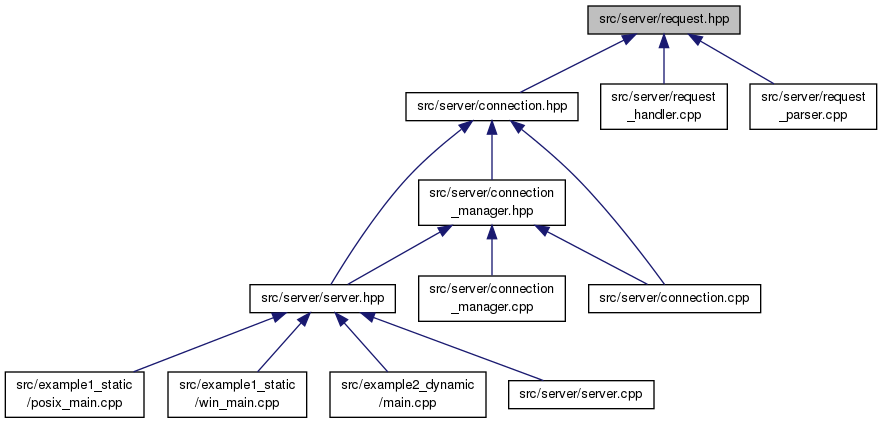 src/server/request.hpp
src/server/connection.hpp
src/server/request
_handler.cpp
src/server/request
_parser.cpp
src/server/connection
_manager.hpp
src/server/server.hpp
src/server/connection
_manager.cpp
src/server/connection.cpp
src/example1_static
/posix_main.cpp
src/example1_static
/win_main.cpp
src/example2_dynamic
/main.cpp
src/server/server.cpp